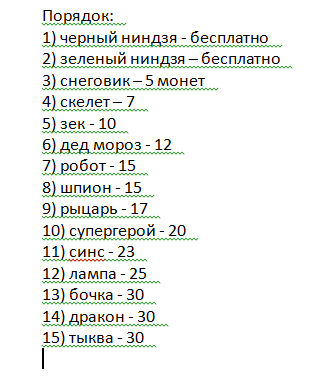 Порядок:
1) черный ниндзя - бесплатно
2) зеленый ниндзя – бесплатно
3) снеговик – 5 монет
4) скелет – 7
5) зек - 10
6) дед мороз - 12
7) робот - 15
8) шпион - 15
9) рыцарь - 17
10) супергерой - 20
11) синс - 23
12) лампа - 25
13) бочка - 30
14) дракон - 30
15) тыква - 30